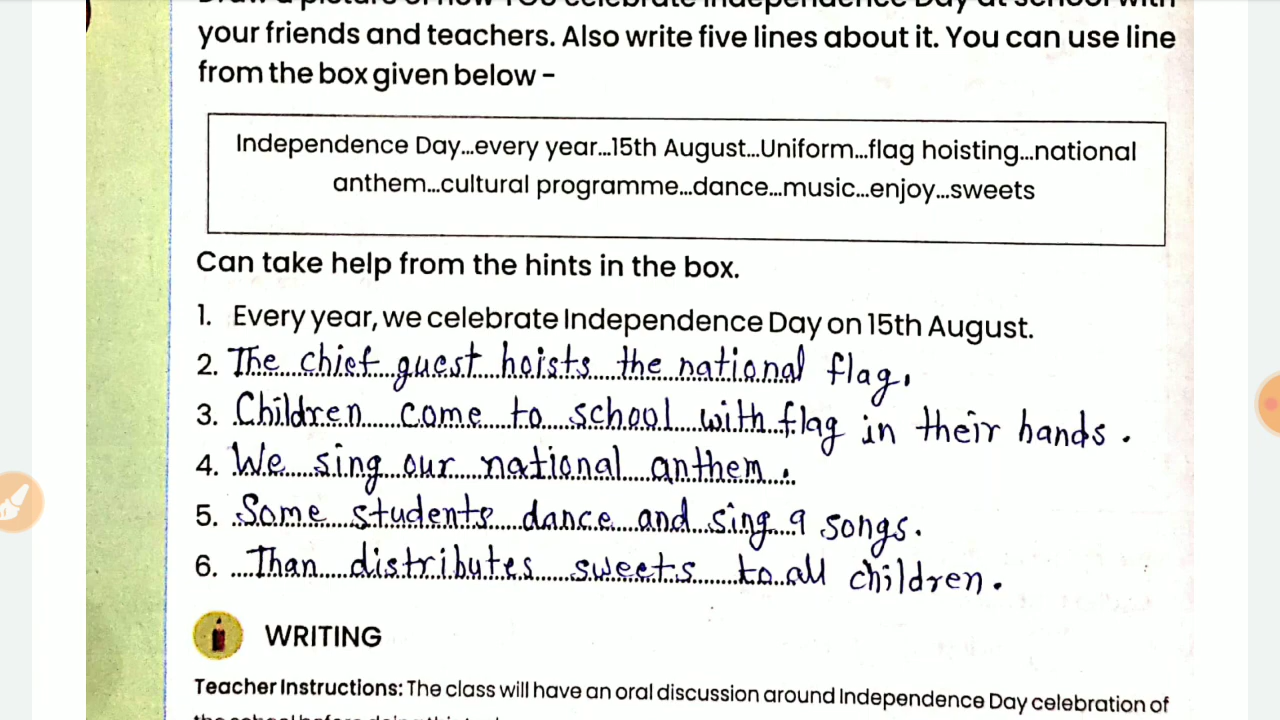 your friends and teachers. Also write five lines about it. You can use line
from the box given below -
Independence Day...every year...15th August...Uniform...flag hoisting...national
anthem...cultural programme...dance...music...enjoy...sweets
Can take help from the hints in the box.
1. Every year, we celebrate Independence Day on 15th August.
2. The chief guest hoists the national flag.
3. Children come to school with flag in their hands.
4. We sing our national anthem.
5. Some students dance and sing a songs.
6. Than distributes sweets to all children.
WRITING
Teacher Instructions: The class will have an oral discussion around Independence Day celebration of